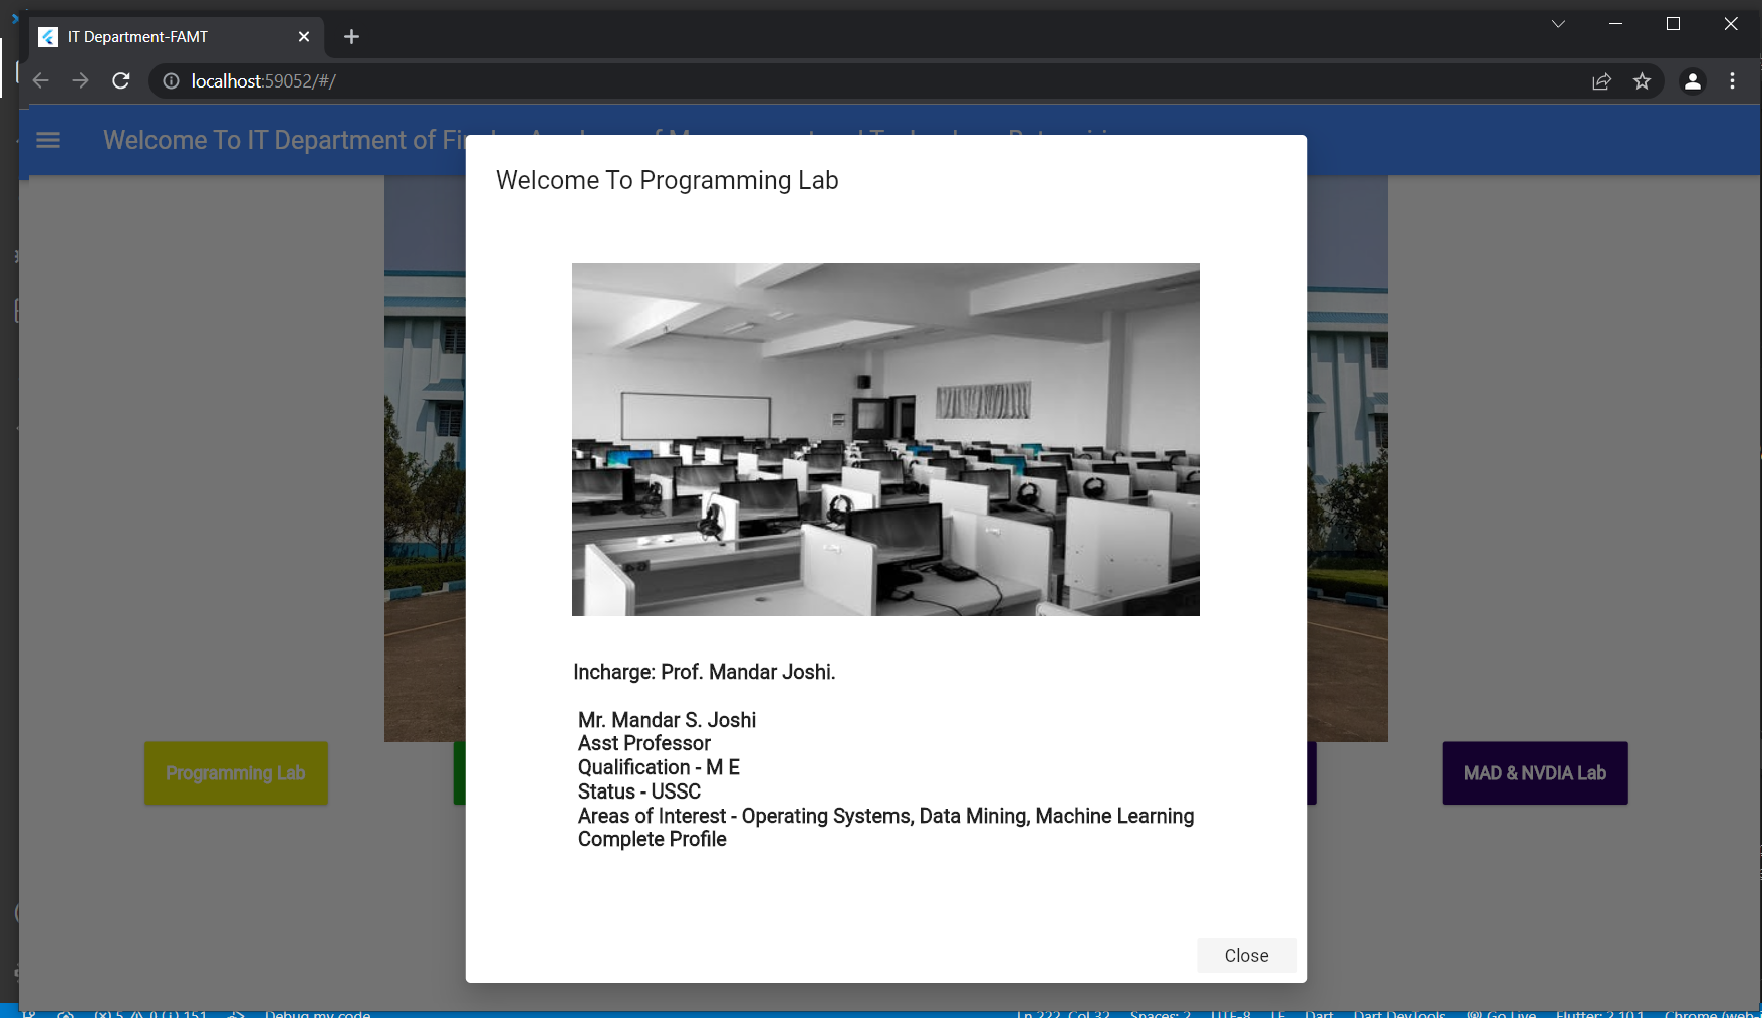 IT Department-FAMT
localhost:59052/#/
Welcome To IT Department of
Welcome To Programming Lab
Incharge: Prof. Mandar Joshi.
Mr. Mandar S. Joshi
Asst Professor
Qualification - M E
Status - USSC
Areas of Interest - Operating Systems, Data Mining, Machine Learning
Complete Profile
Programming Lab
MAD & NVDIA Lab
Close
5 0 151 Debug my code
Ln 222, Col 32 Spaces: 2 UTF-8 LF Dart Dart DevTools Go Live Flutter: 2.10.1 Chrome (web-